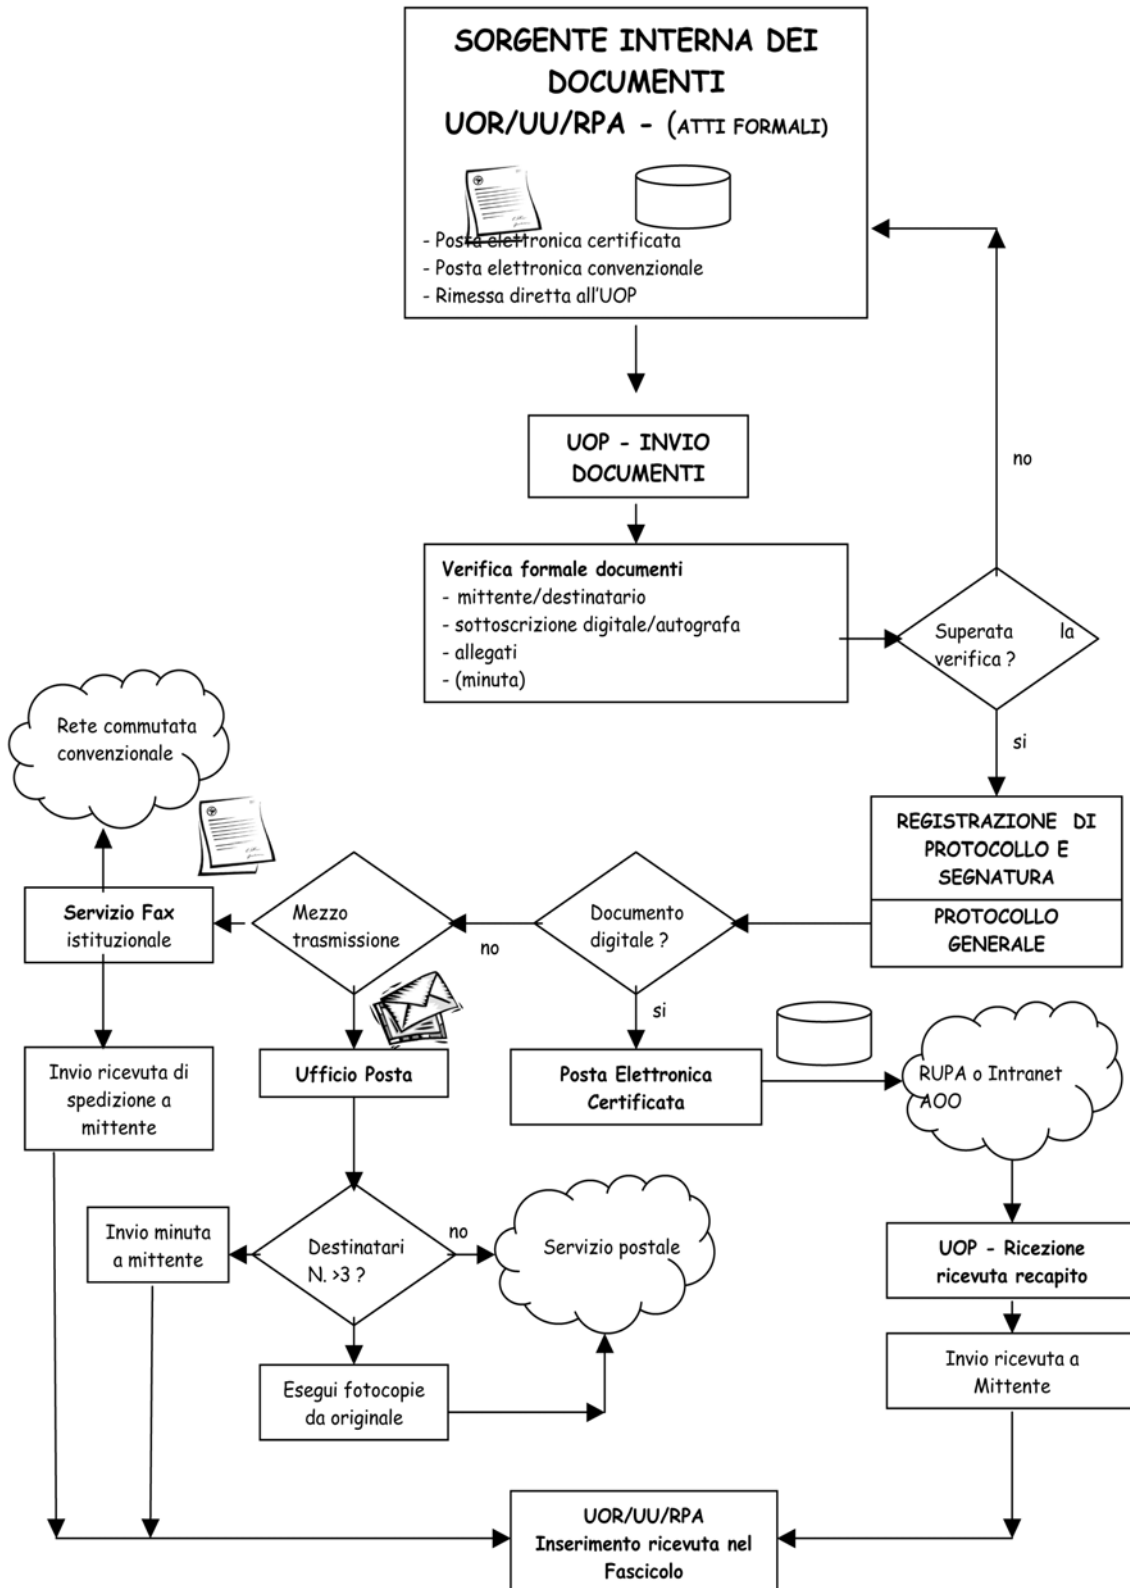 SORGENTE INTERNA DEI
DOCUMENTI
UOR/UU/RPA - (ATTI FORMALI)
- Posta elettronica certificata
- Posta elettronica convenzionale
- Rimessa diretta all'UOP
UOP - INVIO
DOCUMENTI
no
Verifica formale documenti
- mittente/destinatario
- sottoscrizione digitale/autografa
- allegati
- (minuta)
Superata la
verifica ?
si
Rete commutata
convenzionale
REGISTRAZIONE DI
PROTOCOLLO E
SEGNATURA
PROTOCOLLO
GENERALE
Documento
digitale ?
no
si
Mezzo
trasmissione
Servizio Fax
istituzionale
Invio ricevuta di
spedizione a
mittente
Ufficio Posta
Posta Elettronica
Certificata
RUPA o Intranet
AOO
Invio minuta
a mittente
Destinatari
N. >3 ?
no
Servizio postale
UOP - Ricezione
ricevuta recapito
Esegui fotocopie
da originale
Invio ricevuta a
Mittente
UOR/UU/RPA
Inserimento ricevuta nel
Fascicolo